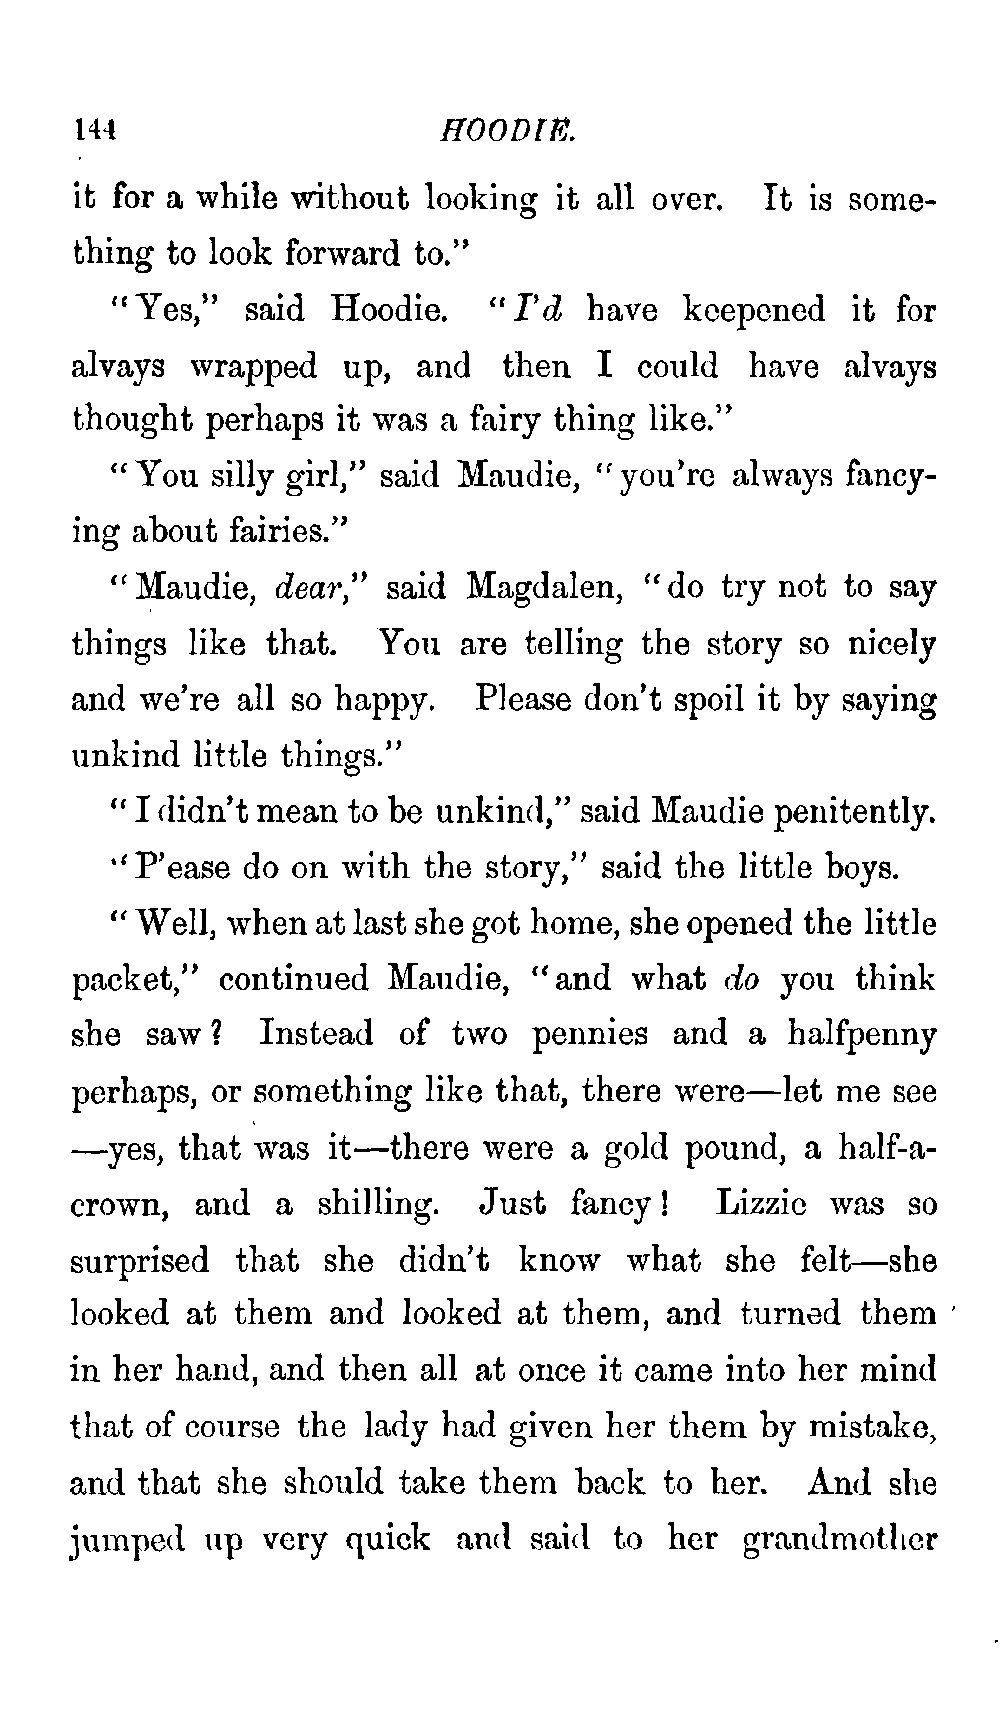 144 HOODIE.
it for a while without looking it all over. It is some-
thing to look forward to."
"Yes," said Hoodie. "I'd have keepened it for
alvays wrapped up, and then I could have alvays
thought perhaps it was a fairy thing like."
"You silly girl," said Maudie, "you're always fancy-
ing about fairies."
"Maudie, dear," said Magdalen, "do try not to say
things like that. You are telling the story so nicely
and we're all so happy. Please don't spoil it by saying
unkind little things."
"I didn't mean to be unkind," said Maudie penitently.
"P'ease do on with the story," said the little boys.
"Well, when at last she got home, she opened the little
packet," continued Maudie, "and what do you think
she saw? Instead of two pennies and a halfpenny
perhaps, or something like that, there were—let me see
—yes, that was it—there were a gold pound, a half-a-
crown, and a shilling. Just fancy! Lizzie was so
surprised that she didn't know what she felt—she
looked at them and looked at them, and turned them
in her hand, and then all at once it came into her mind
that of course the lady had given her them by mistake,
and that she should take them back to her. And she
jumped up very quick and said to her grandmother